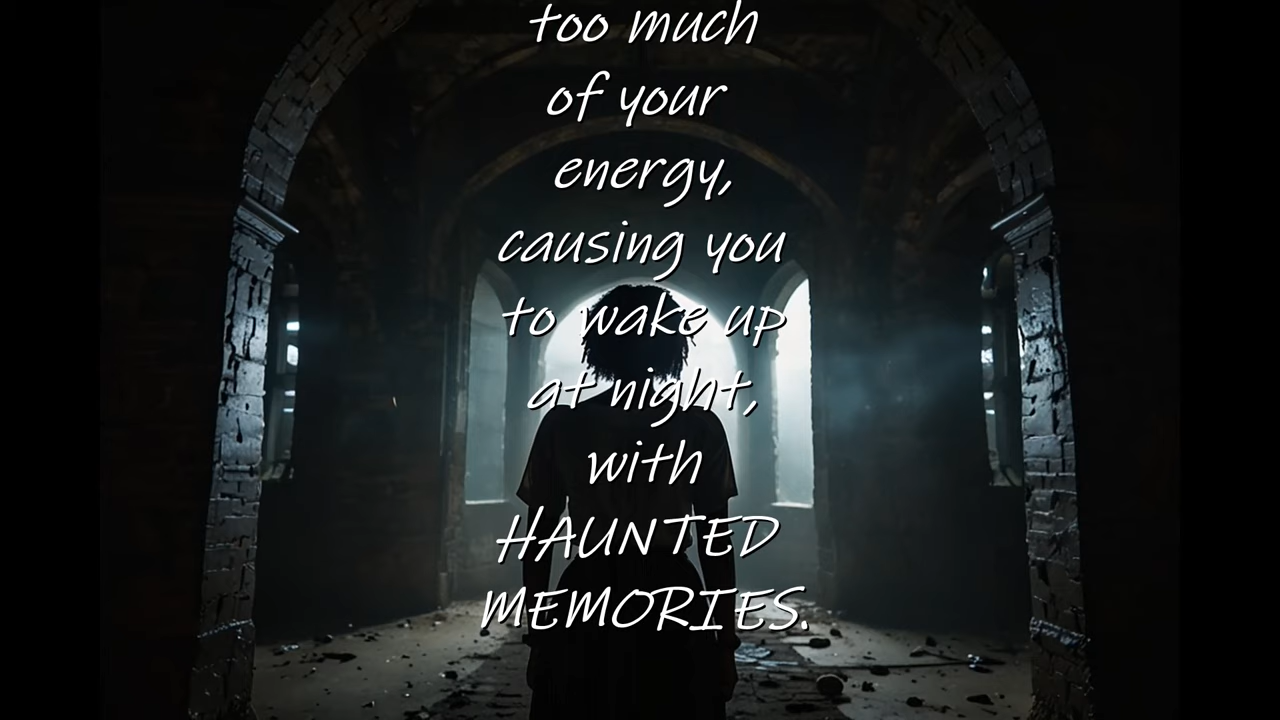 too much
of your
energy,
causing you
to wake up
at night,
with
HAUNTED
MEMORIES.